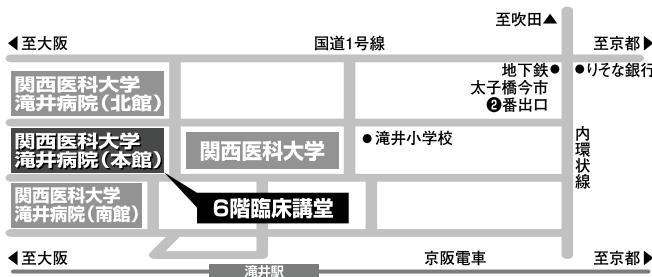 至吹田▲
◀至大阪
国道1号線
至京都▶
関西医科大学
滝井病院(北館)
地下鉄●
太子橋今市
❷番出口
●りそな銀行
関西医科大学
滝井病院(本館)
関西医科大学
●滝井小学校
内環状線
関西医科大学
滝井病院(南館)
6階臨床講堂
◀至大阪
京阪電車
至京都▶
滝井駅